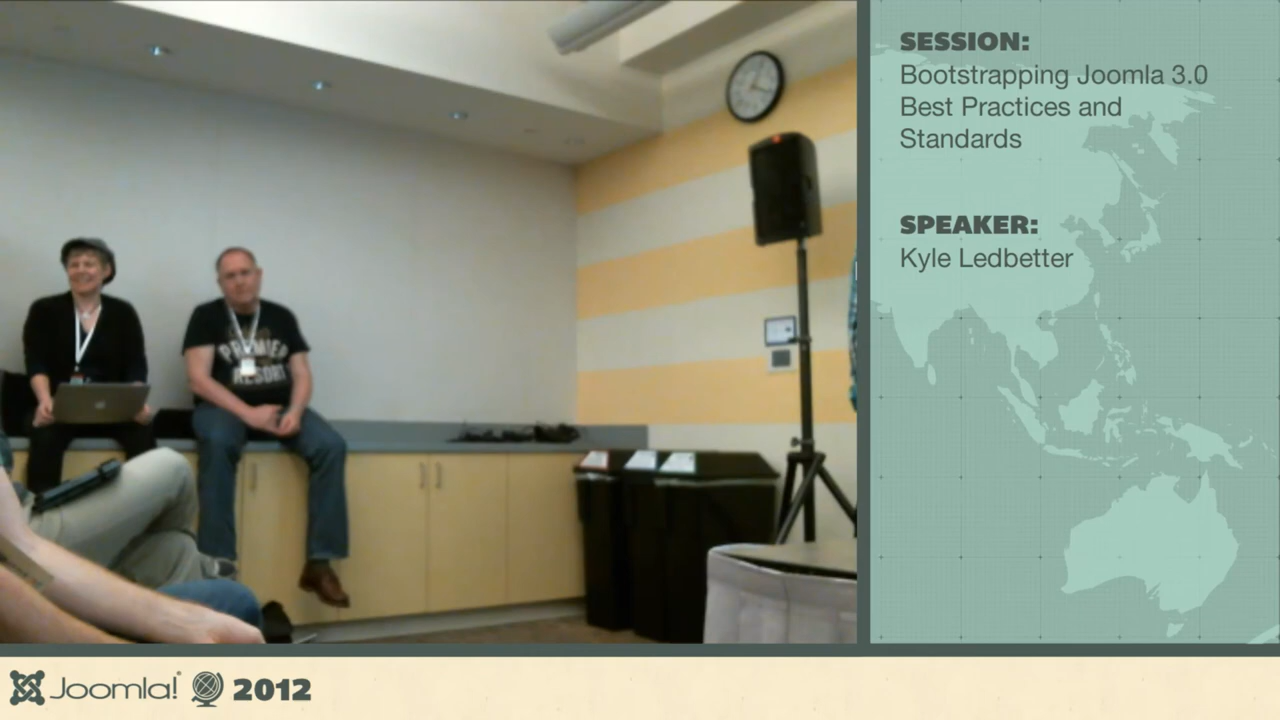 SESSION:
Bootstrapping Joomla 3.0
Best Practices and
Standards
SPEAKER:
Kyle Ledbetter
PREMIER
RESORT
Joomla! 2012